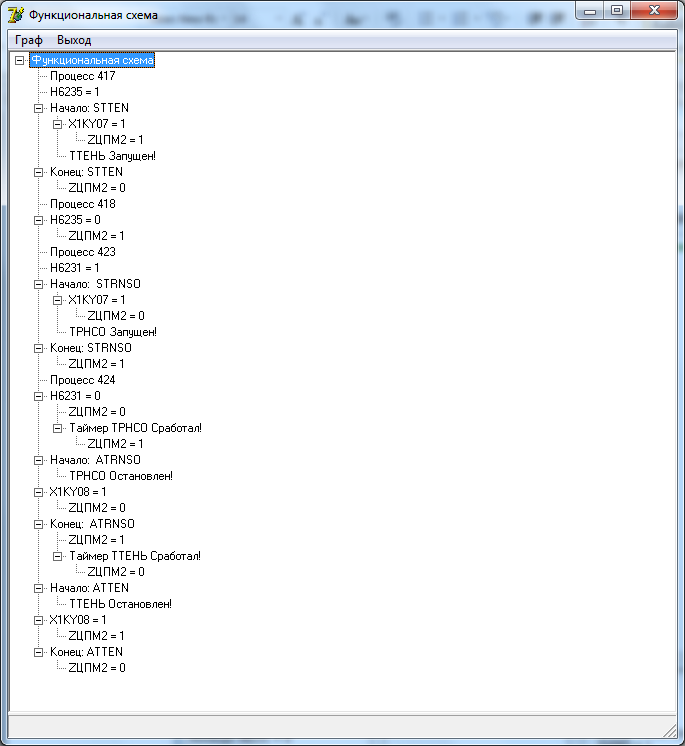 Функциональная схема
Граф Выход
Функциональная схема
Процесс 417
H6235 = 1
Начало: STTEN
X1KY07 = 1
ZЦПМ2 = 1
ТТЕНЬ Запущен!
Конец: STTEN
ZЦПМ2 = 0
Процесс 418
H6235 = 0
ZЦПМ2 = 1
Процесс 423
H6231 = 1
Начало: STRNSO
X1KY07 = 1
ZЦПМ2 = 0
ТРНСО Запущен!
Конец: STRNSO
ZЦПМ2 = 1
Процесс 424
H6231 = 0
ZЦПМ2 = 0
Таймер ТРНСО Сработал!
ZЦПМ2 = 1
Начало: ATRNSO
ТРНСО Остановлен!
X1KY08 = 1
ZЦПМ2 = 0
Конец: ATRNSO
ZЦПМ2 = 1
Таймер ТТЕНЬ Сработал!
ZЦПМ2 = 0
Начало: ATTEN
ТТЕНЬ Остановлен!
X1KY08 = 1
ZЦПМ2 = 1
Конец: ATTEN
ZЦПМ2 = 0